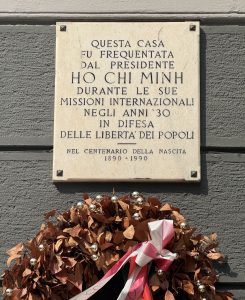 QUESTA CASA
FU FREQUENTATA
DAL PRESIDENTE
HO CHI MINH
DURANTE LE SUE
MISSIONI INTERNAZIONALI
NEGLI ANNI '30
IN DIFESA
DELLE LIBERTA' DEI POPOLI
NEL CENTENARIO DELLA NASCITA
1890-1990